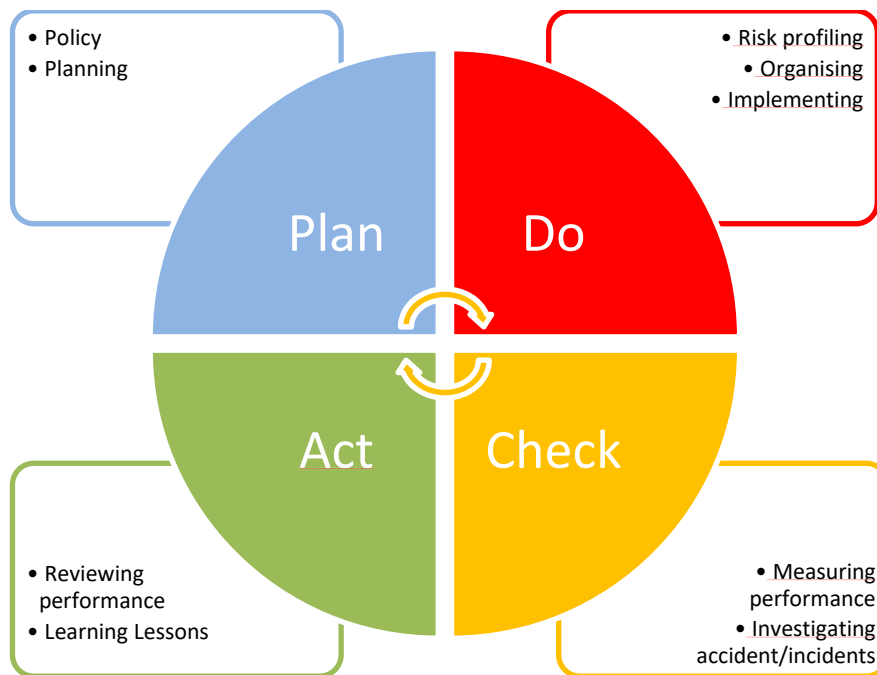 • Policy
• Planning
• Risk profiling
• Organising
• Implementing
Plan
Do
Act
Check
• Reviewing
performance
• Learning Lessons
• Measuring
performance
• Investigating
accident/incidents